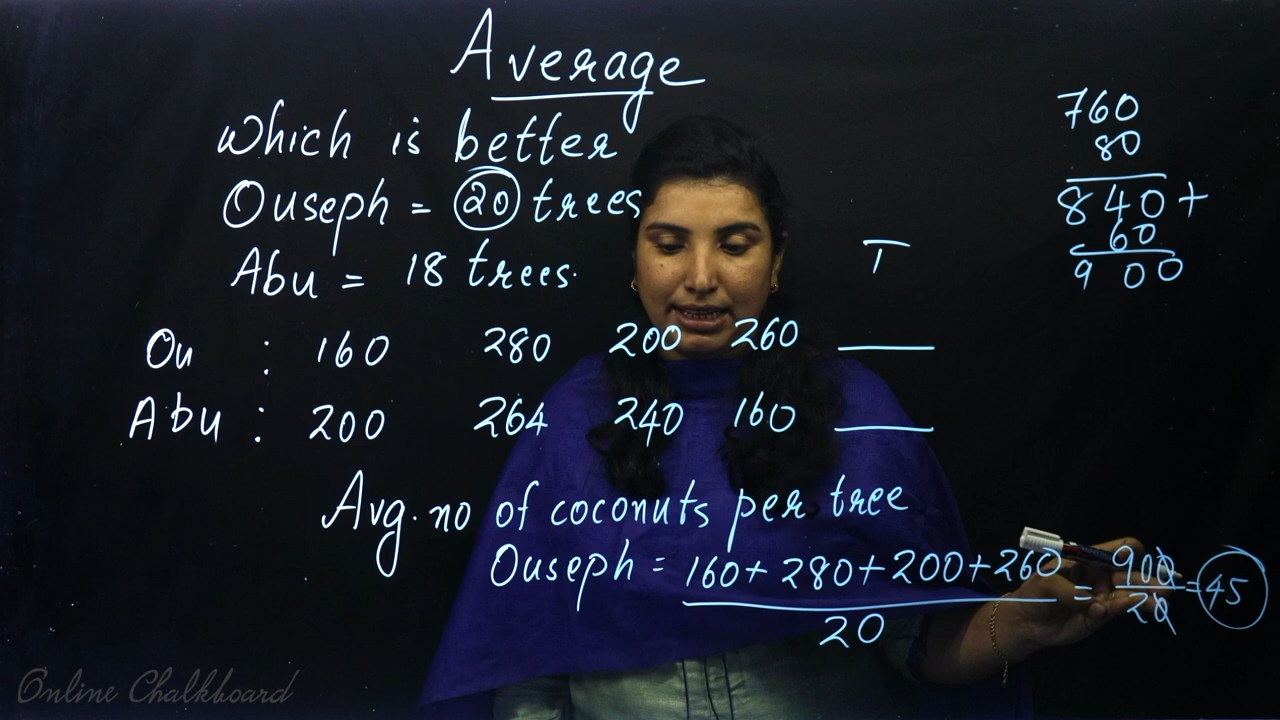 Average
Which is better
Ouseph = 20 trees
Abu = 18 trees.
T
760
80
840+
60
900
Ou : 160 280 200 260
Abu : 200 264 240 160
Avg. no of coconuts per tree
Ouseph = 160+ 280+200+260 = 900 = 45
20 20
Online Chalkboard